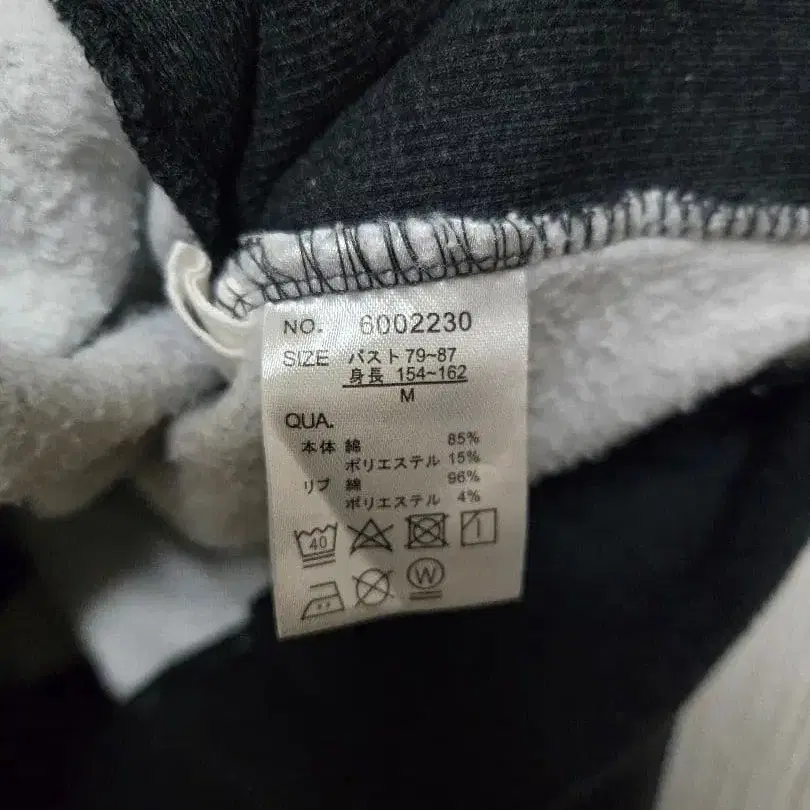 NO. 6002230
SIZE バスト 79~87
身長 154~162
M
QUA.
本体 綿 85%
ポリエステル 15%
リブ 綿 96%
ポリエステル 4%
40
W